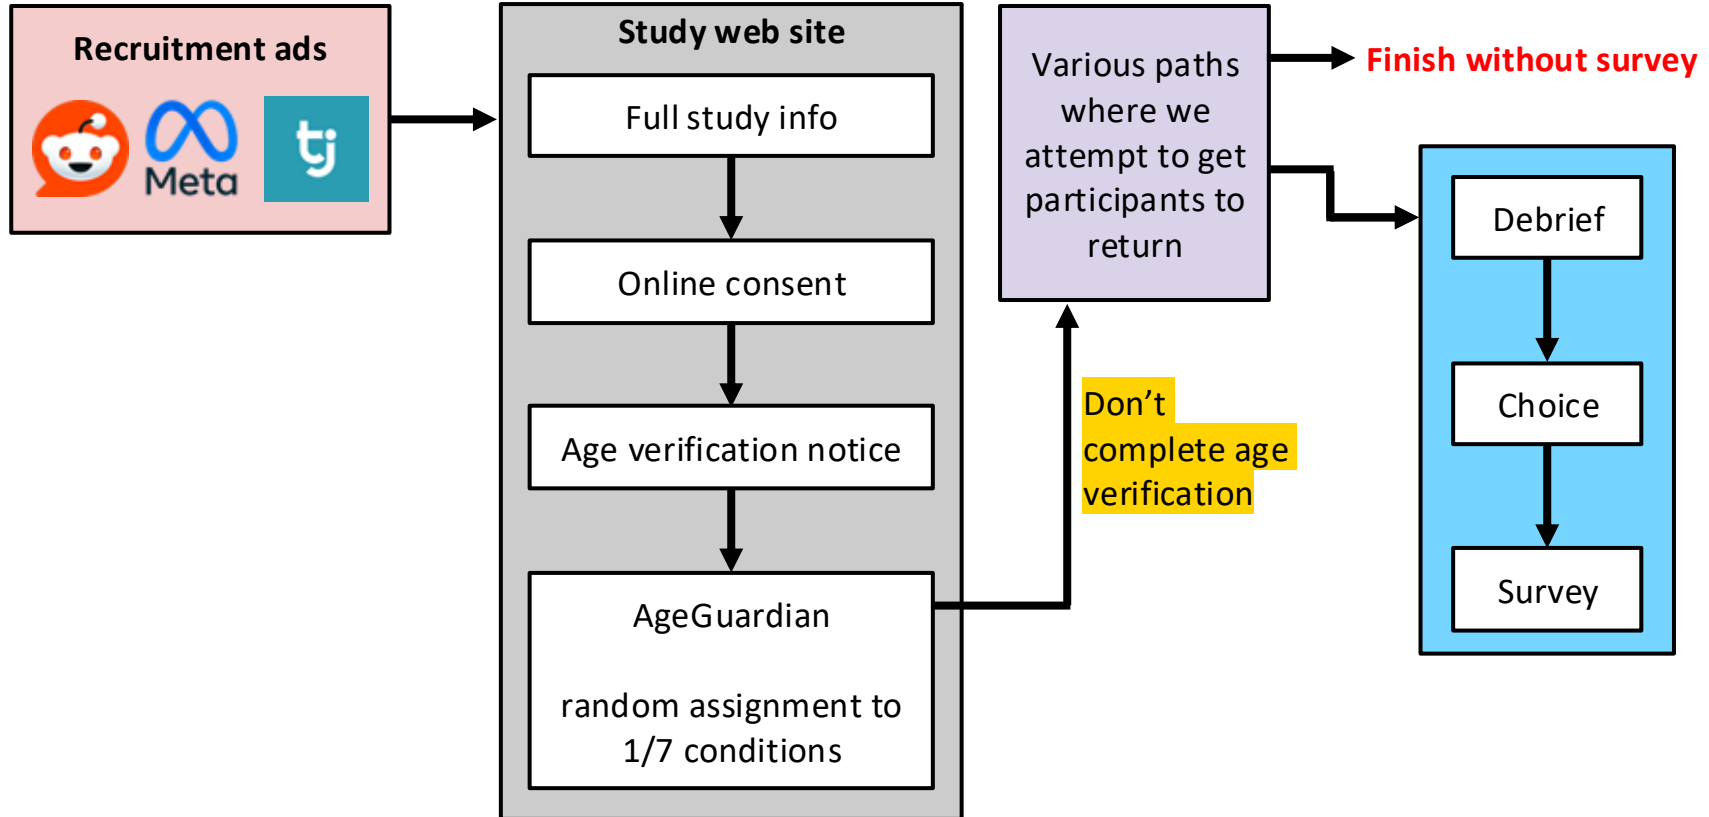 Recruitment ads
Meta
tj
Study web site
Full study info
Online consent
Age verification notice
AgeGuardian
random assignment to
1/7 conditions
Don’t
complete age
verification
Various paths
where we
attempt to get
participants to
return
Finish without survey
Debrief
Choice
Survey